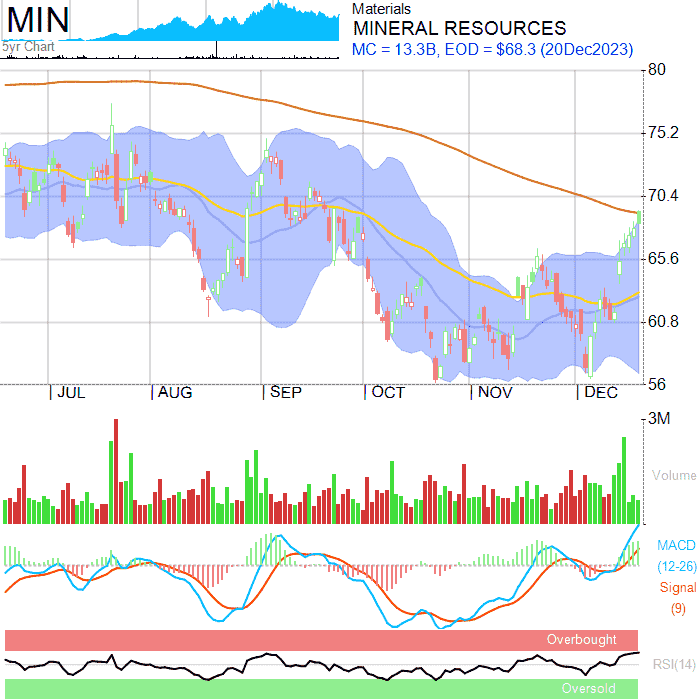 MIN
5yr Chart
Materials
MINERAL RESOURCES
MC = 13.3B, EOD = $68.3 (20Dec2023)
80
75.2
70.4
65.6
60.8
56
JUL AUG SEP OCT NOV DEC
3M
Volume
MACD
(12-26)
Signal
(9)
Overbought
RSI(14)
Oversold